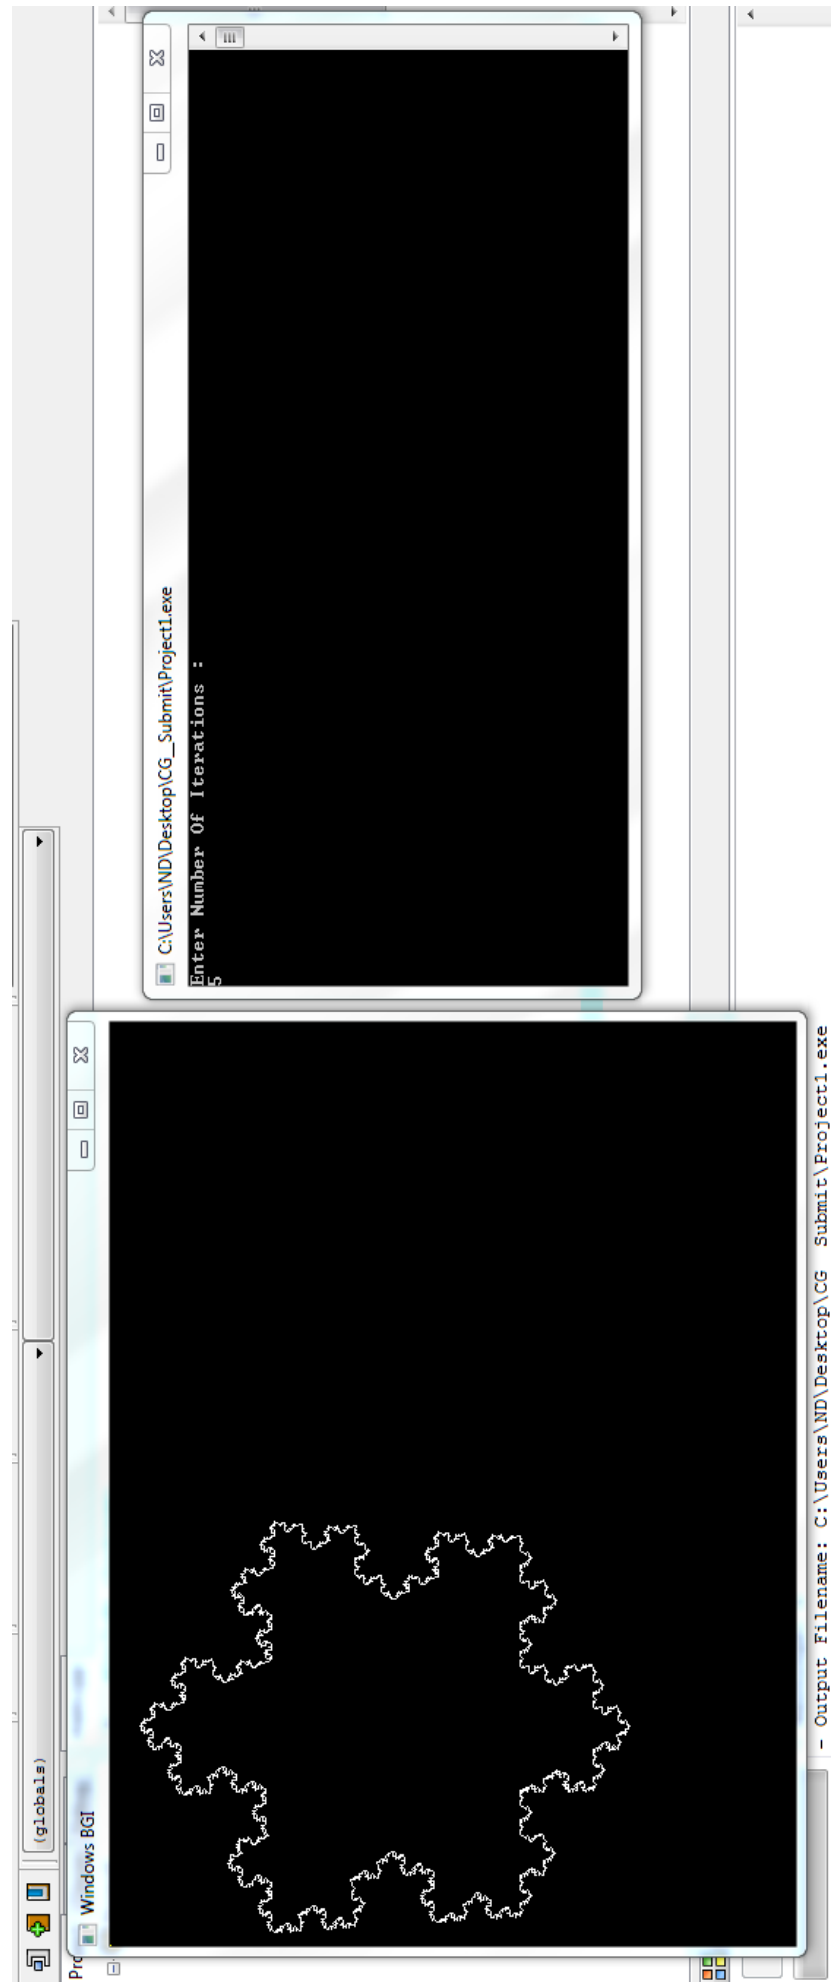 (globals)
Pro
Windows BGI
C:\Users\ND\Desktop\CG_Submit\Project1.exe
Enter Number Of Iterations :
5
- Output Filename: C:\Users\ND\Desktop\CG Submit\Project1.exe